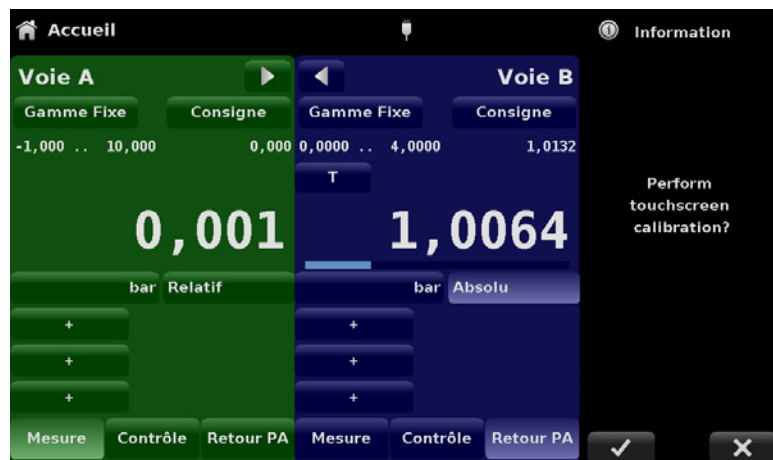 Accueil
Information
Voie A
Voie B
Gamme Fixe Consigne
Gamme Fixe Consigne
-1,000 .. 10,000 0,000
0,0000 .. 4,0000 1,0132
T
0,001
1,0064
bar Relatif
bar Absolu
+
+
+
+
+
+
Mesure Contrôle Retour PA
Mesure Contrôle Retour PA
Perform
touchscreen
calibration?